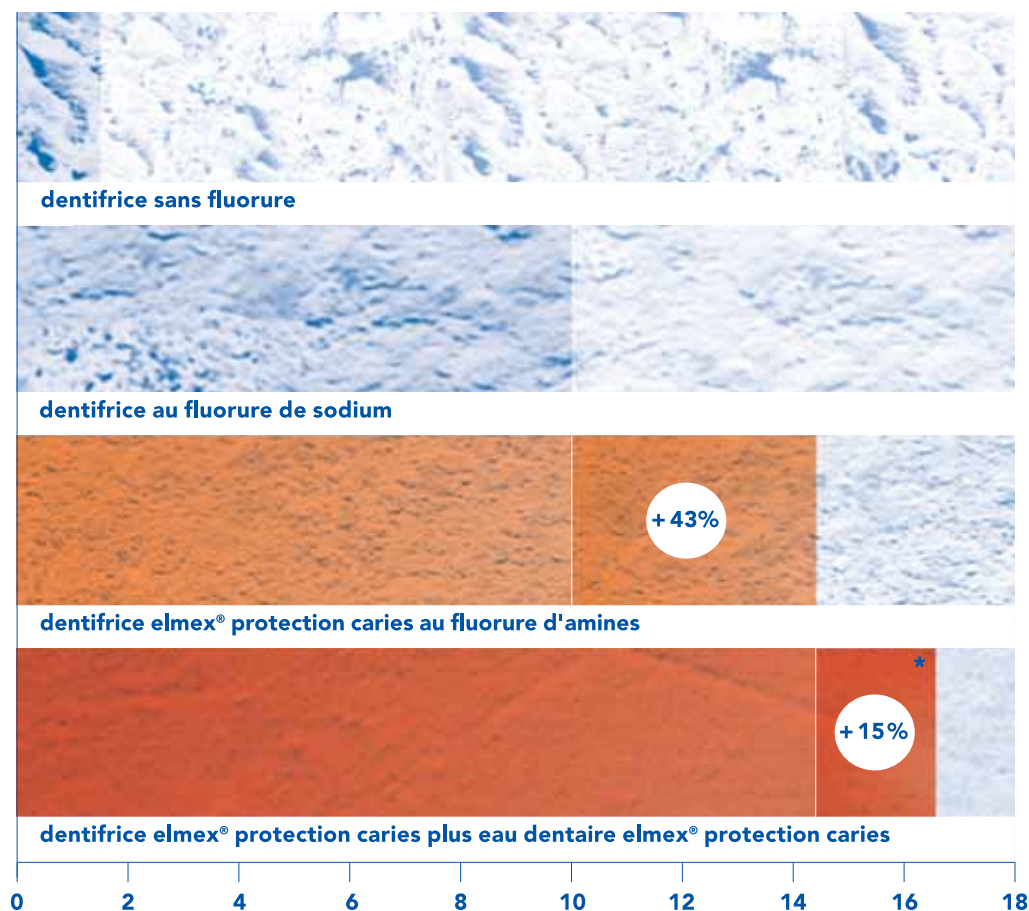 dentifrice sans fluorure
dentifrice au fluorure de sodium
+ 43%
dentifrice elmex® protection caries au fluorure d'amines
*
+ 15%
dentifrice elmex® protection caries plus eau dentaire elmex® protection caries
0 2 4 6 8 10 12 14 16 18